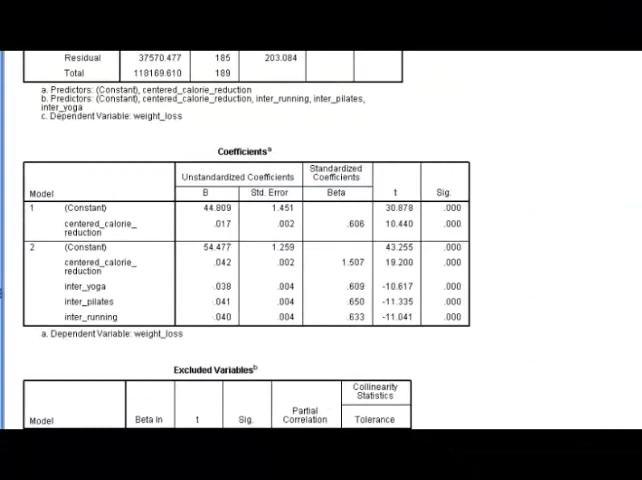 Residual 37570.477 185 203.084
Total 118169.610 189
a. Predictors: (Constant), centered_calorie_reduction
b. Predictors: (Constant), centered_calorie_reduction, inter_running, inter_pilates,
inter_yoga
c. Dependent Variable: weight_loss
Coefficients^a
Model Unstandardized Coefficients Standardized Coefficients t Sig.
B Std. Error Beta
1 (Constant) 44.809 1.451 30.878 .000
centered_calorie_ .017 .002 .606 10.440 .000
reduction
2 (Constant) 54.477 1.259 43.255 .000
centered_calorie_ .042 .002 1.507 19.200 .000
reduction
inter_yoga .038 .004 .609 -10.617 .000
inter_pilates .041 .004 .650 -11.335 .000
inter_running .040 .004 .633 -11.041 .000
a. Dependent Variable: weight_loss
Excluded Variables^b
Model Beta In t Sig. Partial Correlation Collinearity Statistics
Tolerance